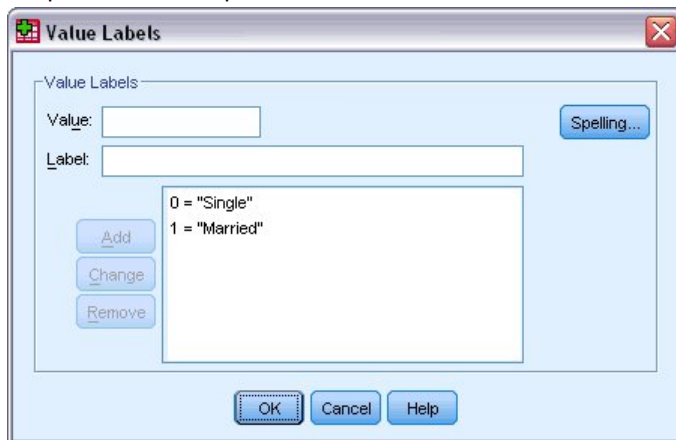 Value Labels
Value Labels
Value:
Spelling...
Label:
0 = "Single"
1 = "Married"
Add
Change
Remove
OK Cancel Help